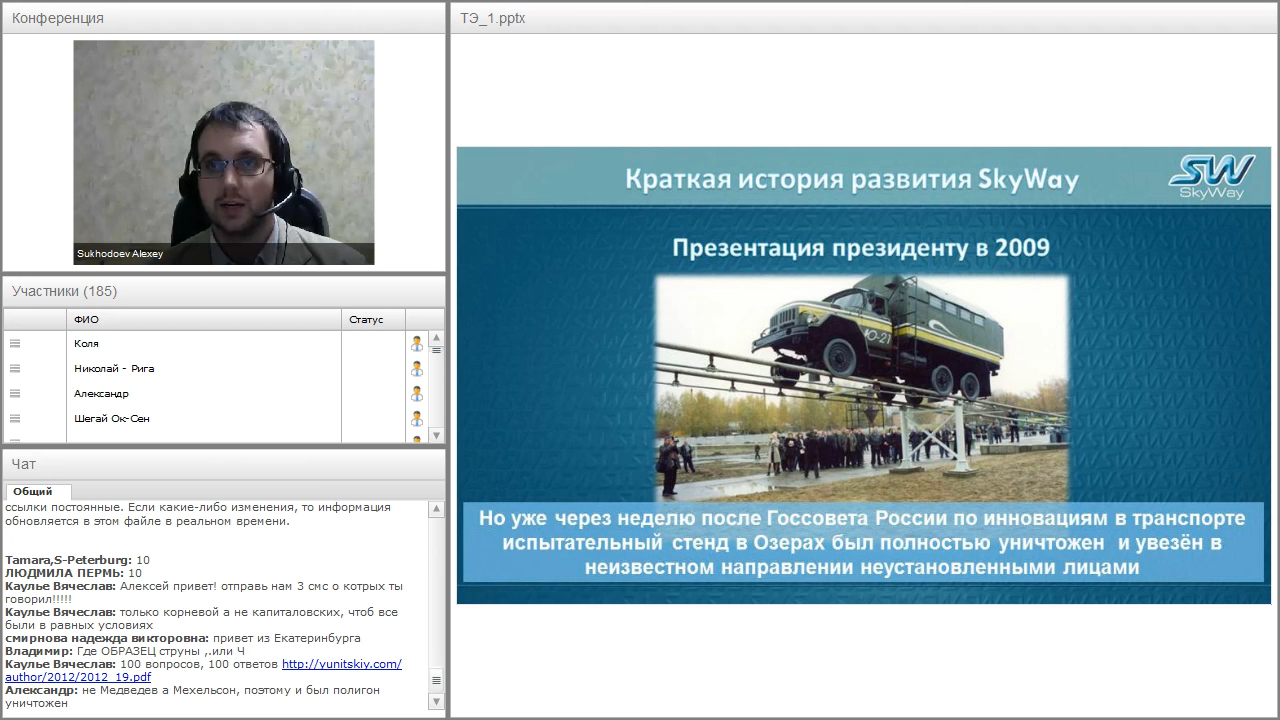 Конференция
Sukhodoev Alexey
Участники (185)
ФИО
Статус
Коля
Николай - Рига
Александр
Шегай Ок-Сен
Чат
Общий
ссылки постоянные. Если какие-либо изменения, то информация
обновляется в этом файле в реальном времени.
Tamara,S-Peterburg: 10
ЛЮДМИЛА ПЕРМЬ: 10
Каулье Вячеслав: Алексей привет! отправь нам 3 смс о котрых ты
говорил!!!!!
Каулье Вячеслав: только корневой а не капиталовских, чтоб все
были в равных условиях
смирнова надежда викторовна: привет из Екатеринбурга
Владимир: Где ОБРАЗЕЦ струны ,.или Ч
Каулье Вячеслав: 100 вопросов, 100 ответов http://yunitskiy.com/
author/2012/2012_19.pdf
Александр: не Медведев а Мехельсон, поэтому и был полигон
уничтожен
ТЭ_1.pptx
Краткая история развития SkyWay
SW
SkyWay
Презентация президенту в 2009
Ю-21
Но уже через неделю после Госсовета России по инновациям в транспорте
испытательный стенд в Озерах был полностью уничтожен и увезён в
неизвестном направлении неустановленными лицами